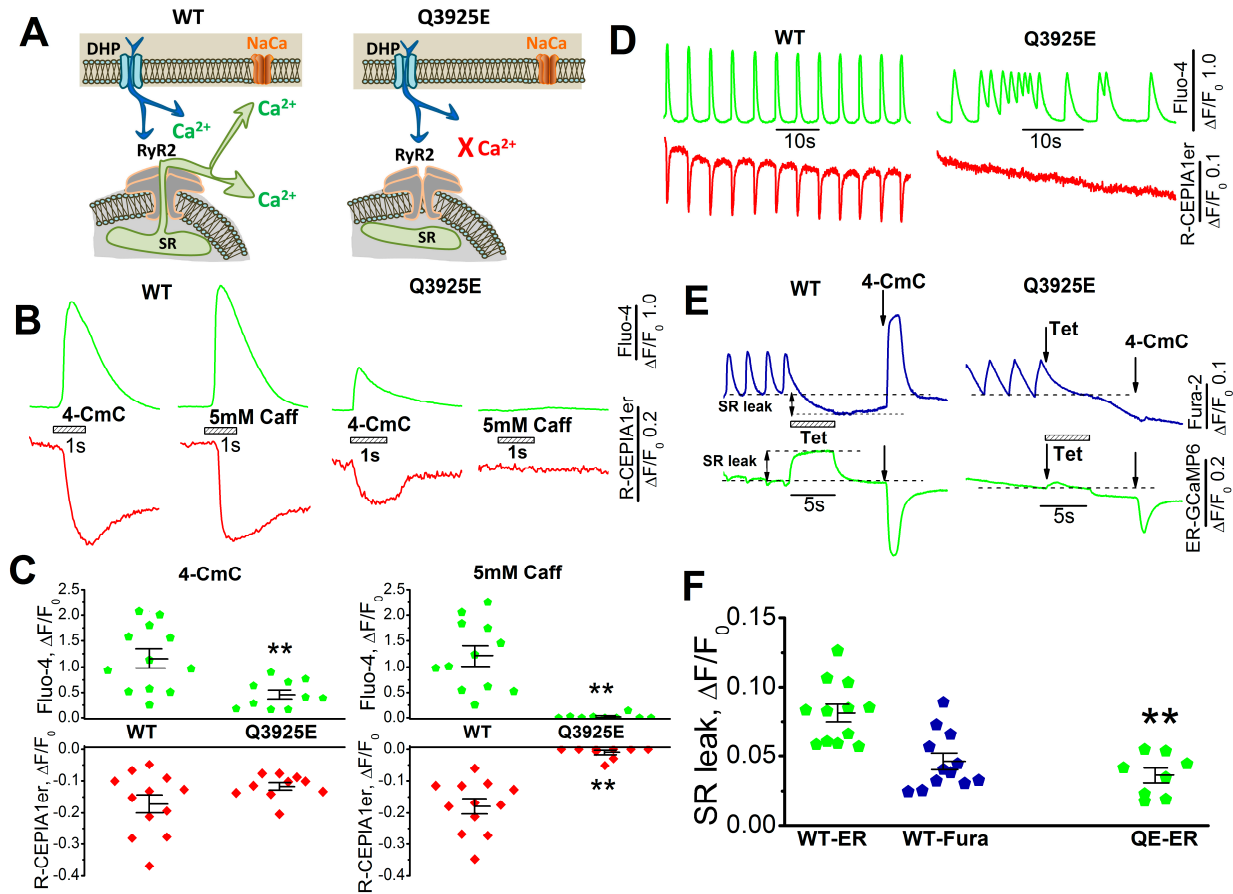 A
WT
Q3925E
DHP
NaCa
DHP
NaCa
Ca2+
Ca2+
Ca2+
RyR2
SR
X Ca2+
RyR2
SR
D
WT
Q3925E
10s
10s
Fluo-4
ΔF/F0 1.0
R-CEPIA1er
ΔF/F0 0.1
B
WT
Q3925E
4-CmC
1s
5mM Caff
1s
4-CmC
1s
5mM Caff
1s
Fluo-4
ΔF/F0 1.0
R-CEPIA1er
ΔF/F0 0.2
E
WT
4-CmC
Q3925E
Tet
4-CmC
SR leak
Tet
SR leak
5s
Tet
5s
Fura-2
ΔF/F0 0.1
ER-GCaMP6
ΔF/F0 0.2
C
4-CmC
5mM Caff
Fluo-4, ΔF/F0
2.5
2.0
1.5
1.0
0.5
0.0
**
WT
Q3925E
R-CEPIA1er, ΔF/F0
-0.0
-0.1
-0.2
-0.3
-0.4
Fluo-4, ΔF/F0
2.5
2.0
1.5
1.0
0.5
0.0
**
WT
Q3925E
R-CEPIA1er, ΔF/F0
-0.0
-0.1
-0.2
-0.3
-0.4
**
F
SR leak, ΔF/F0
0.15
0.10
0.05
0.00
**
WT-ER
WT-Fura
QE-ER